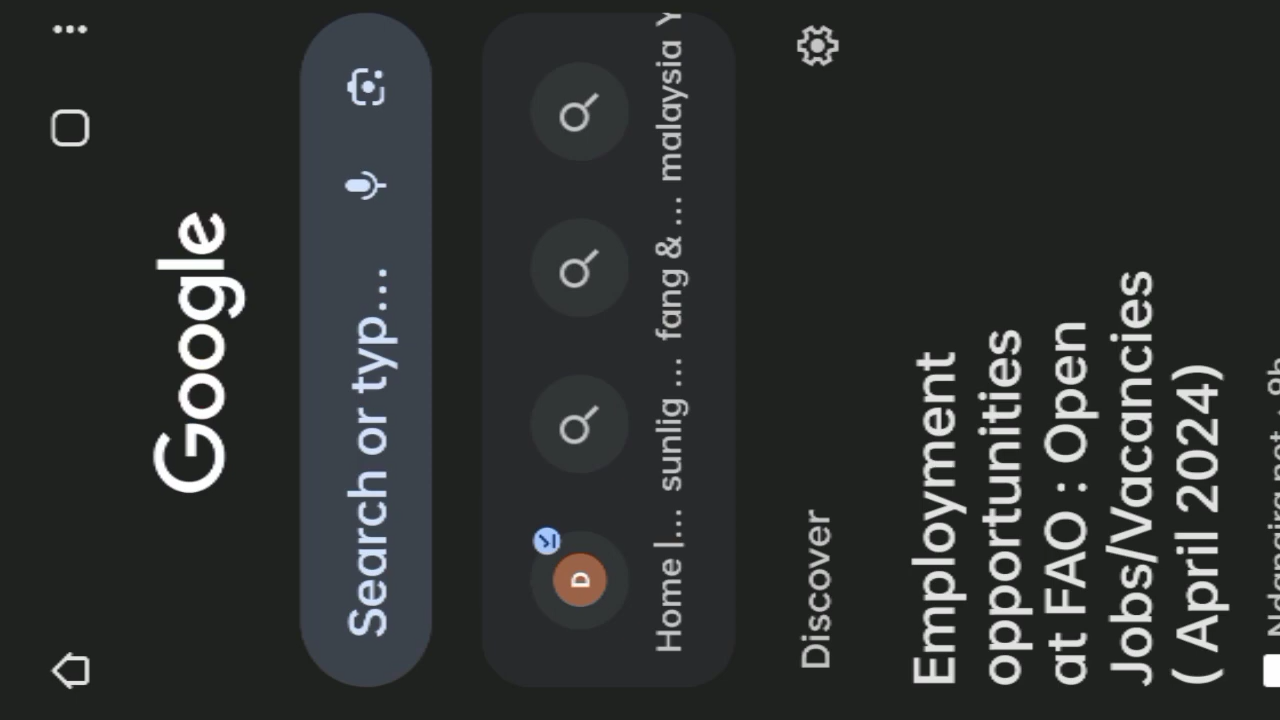 Google
Search or typ...
D
Home |... sunlig ... fang & ... malaysia Y
Discover
Employment
opportunities
at FAO : Open
Jobs/Vacancies
( April 2024)